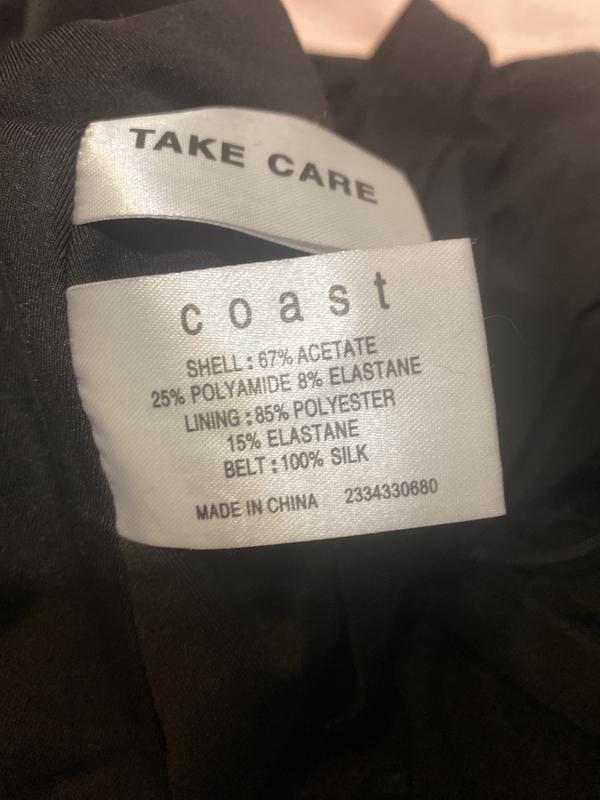 TAKE CARE
coast
SHELL : 67% ACETATE
25% POLYAMIDE 8% ELASTANE
LINING : 85% POLYESTER
15% ELASTANE
BELT : 100% SILK
MADE IN CHINA 2334330680